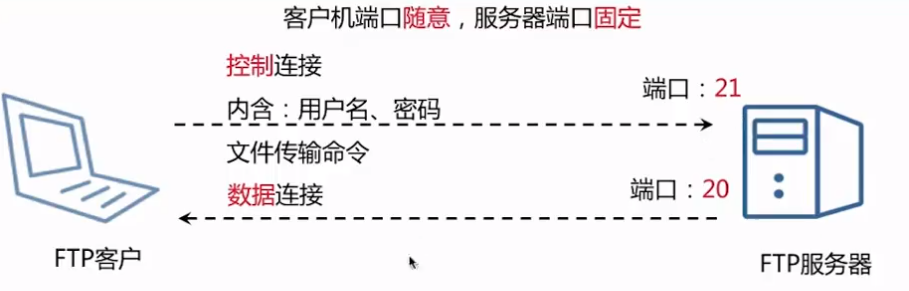 客户机端口随意，服务器端口固定
控制连接
端口：21
内含：用户名、密码
文件传输命令
数据连接
端口：20
FTP客户
FTP服务器